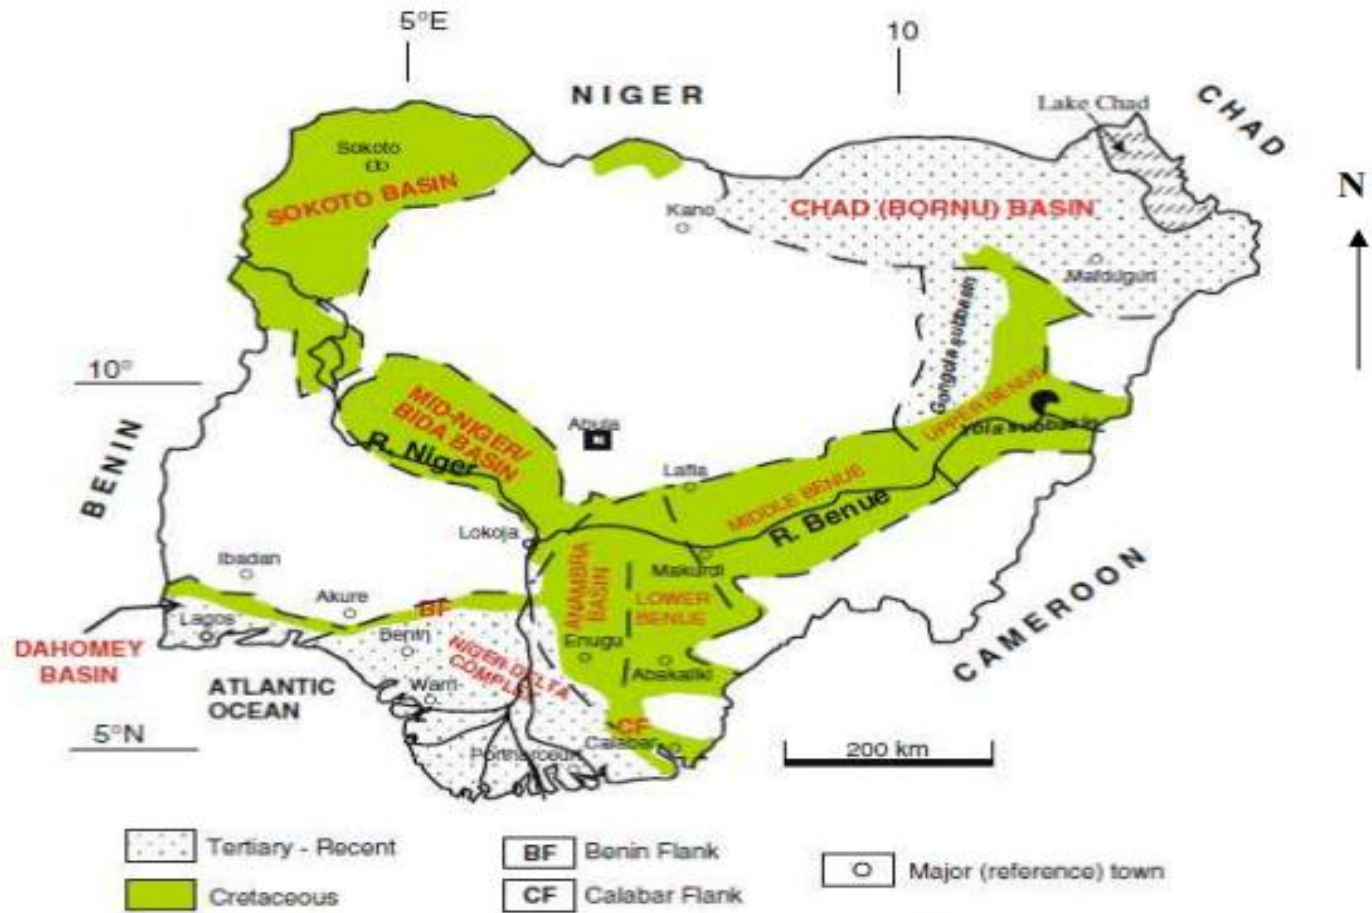 5°E
10
NIGER
CHAD
Lake Chad
N
Sokoto
SOKOTO BASIN
Kano
CHAD (BORNU) BASIN
Maiduguri
Gongola subbasin
10°
BENIN
MID-NIGER/
BIDA BASIN
R. Niger
Abuja
UPPER BENUE
Yola subbasin
Lafia
MIDDLE BENUE
R. Benue
Lokoja
ANAMBRA
BASIN
Makurdi
LOWER
BENUE
Ibadan
Akure
BF
Lagos
Benin
Enugu
Abakaliki
CAMEROON
DAHOMEY
BASIN
NIGER DELTA
ATLANTIC
OCEAN
Warri
CF
Calabar
5°N
Portharcourt
200 km
Tertiary - Recent
BF Benin Flank
Major (reference) town
Cretaceous
CF Calabar Flank